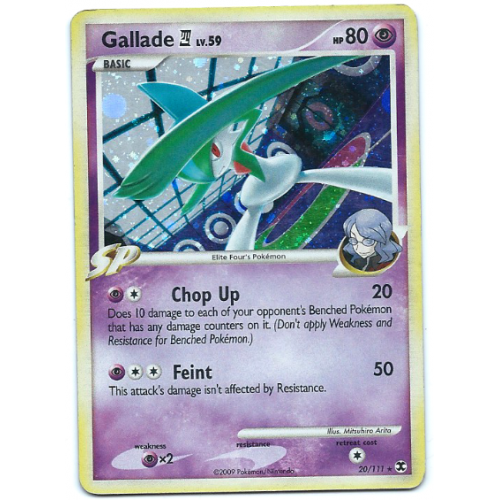 Gallade 4 LV.59
HP 80
BASIC
Elite Four's Pokémon
SP
Chop Up 20
Does 10 damage to each of your opponent's Benched Pokémon
that has any damage counters on it. (Don't apply Weakness and
Resistance for Benched Pokémon.)
Feint 50
This attack's damage isn't affected by Resistance.
Illus. Mitsuhiro Arita
weakness resistance retreat cost
×2
20/111
©2009 Pokémon/Nintendo